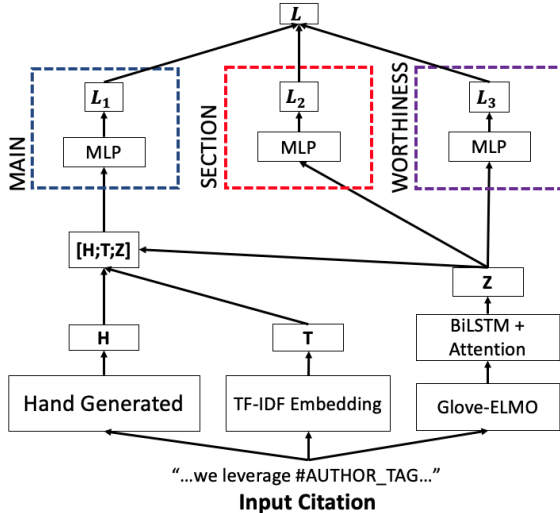 L
L₁
L₂
L₃
MLP
MLP
MLP
MAIN
SECTION
WORTHINESS
[H;T;Z]
Z
H
T
BiLSTM +
Attention
Hand Generated
TF-IDF Embedding
Glove-ELMO
“...we leverage #AUTHOR_TAG...”
Input Citation